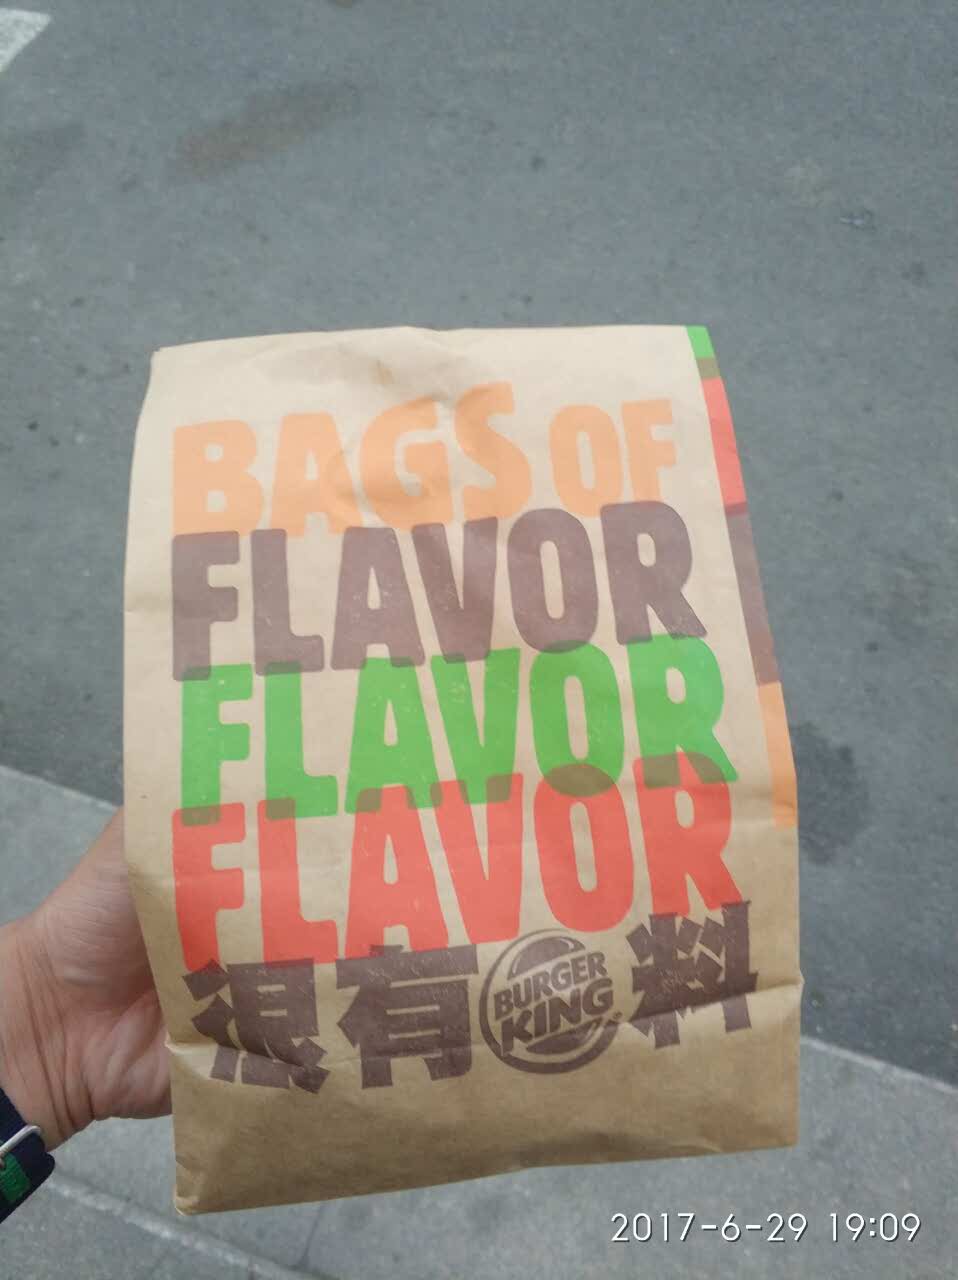 BAGS OF
FLAVOR
FLAVOR
FLAVOR
很有 BURGER KING 料
2017-6-29 19:09